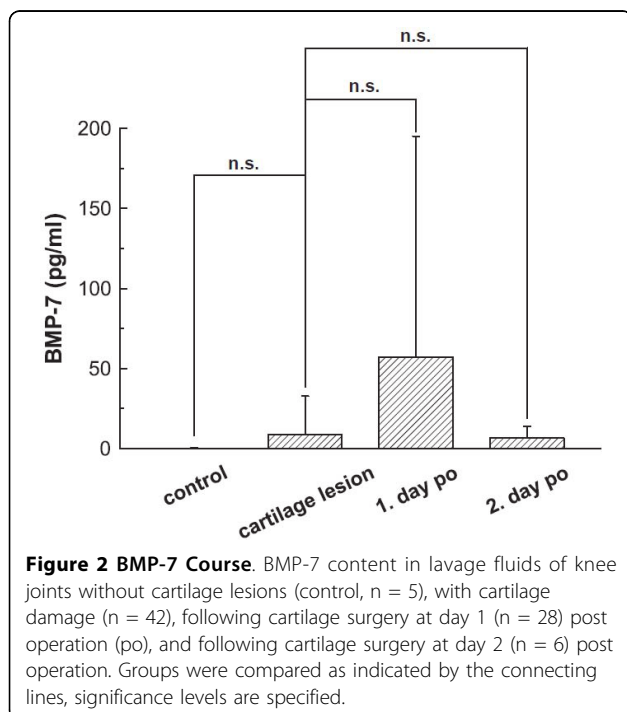 n.s.
n.s.
n.s.
200
150
100
50
0
BMP-7 (pg/ml)
control
cartilage lesion
1. day po
2. day po
Figure 2 BMP-7 Course. BMP-7 content in lavage fluids of knee
joints without cartilage lesions (control, n = 5), with cartilage
damage (n = 42), following cartilage surgery at day 1 (n = 28) post
operation (po), and following cartilage surgery at day 2 (n = 6) post
operation. Groups were compared as indicated by the connecting
lines, significance levels are specified.